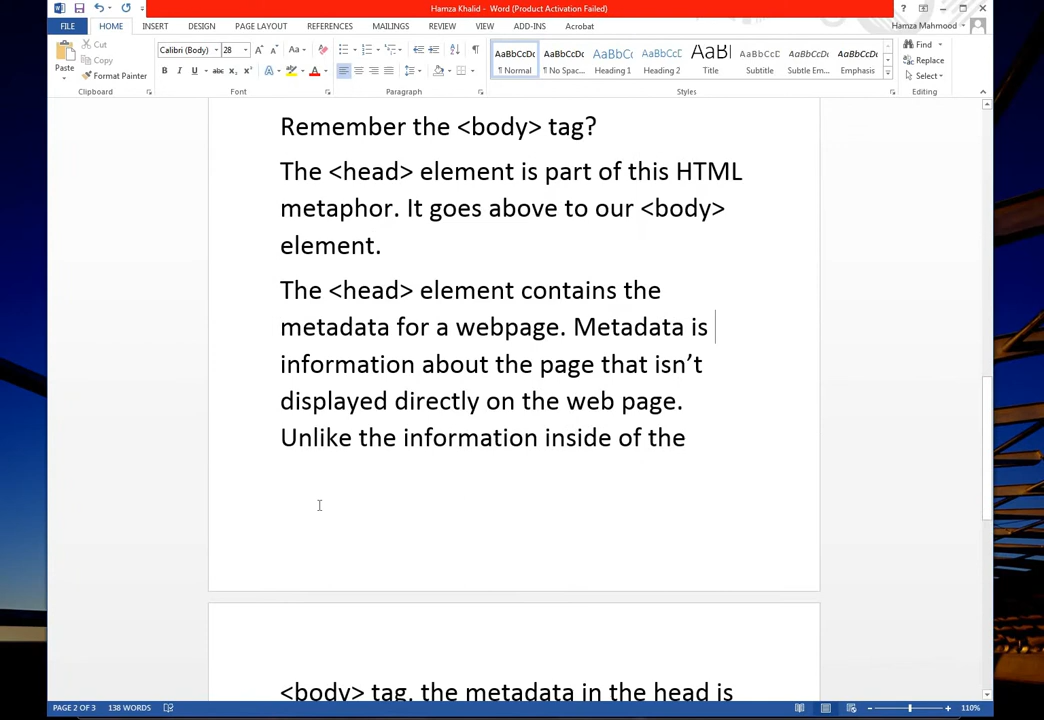 Hamza Khalid - Word (Product Activation Failed)
FILE HOME INSERT DESIGN PAGE LAYOUT REFERENCES MAILINGS REVIEW VIEW ADD-INS Acrobat Hamza Mahmood
Paste Cut Copy Format Painter
Calibri (Body) 28
AaBbCcDc AaBbCcDc AaBbCc AaBbCcD AaBl AaBbCcD AaBbCcDc AaBbCcDc
¶ Normal ¶ No Spac... Heading 1 Heading 2 Title Subtitle Subtle Em... Emphasis
Find Replace Select
Clipboard Font Paragraph Styles Editing
Remember the <body> tag?
The <head> element is part of this HTML
metaphor. It goes above to our <body>
element.
The <head> element contains the
metadata for a webpage. Metadata is
information about the page that isn’t
displayed directly on the web page.
Unlike the information inside of the
<body> tag, the metadata in the head is
PAGE 2 OF 3 138 WORDS 110%